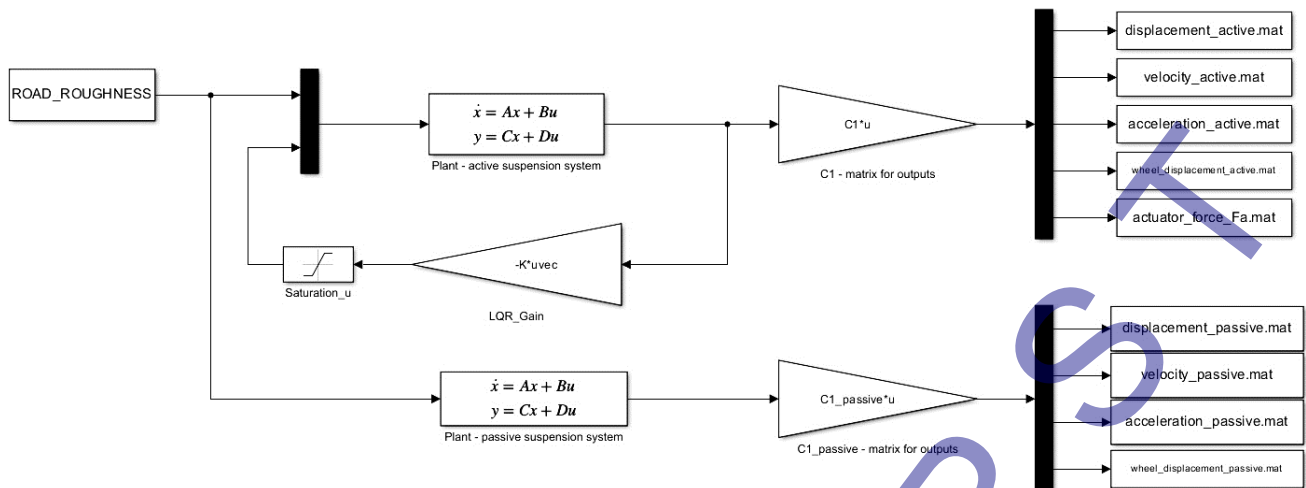 ROAD_ROUGHNESS
ẋ = Ax + Bu
y = Cx + Du
Plant - active suspension system
C1*u
C1 - matrix for outputs
displacement_active.mat
velocity_active.mat
acceleration_active.mat
wheel_displacement_active.mat
actuator_force_Fa.mat
Saturation_u
-K*uvec
LQR_Gain
ẋ = Ax + Bu
y = Cx + Du
Plant - passive suspension system
C1_passive*u
C1_passive - matrix for outputs
displacement_passive.mat
velocity_passive.mat
acceleration_passive.mat
wheel_displacement_passive.mat